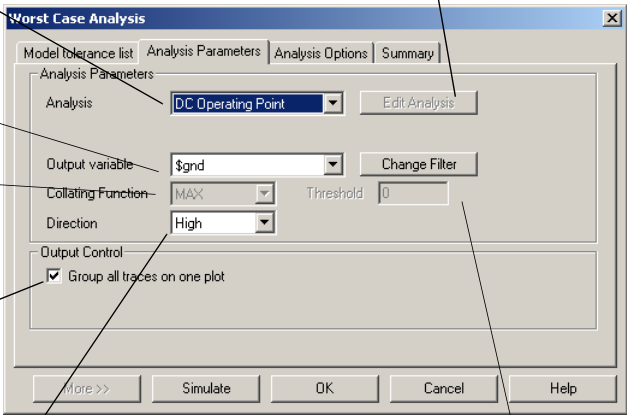 Worst Case Analysis
Model tolerance list Analysis Parameters Analysis Options Summary
Analysis Parameters
Analysis DC Operating Point Edit Analysis
Output variable $gnd Change Filter
Collating Function MAX Threshold 0
Direction High
Output Control
Group all traces on one plot
More >> Simulate OK Cancel Help